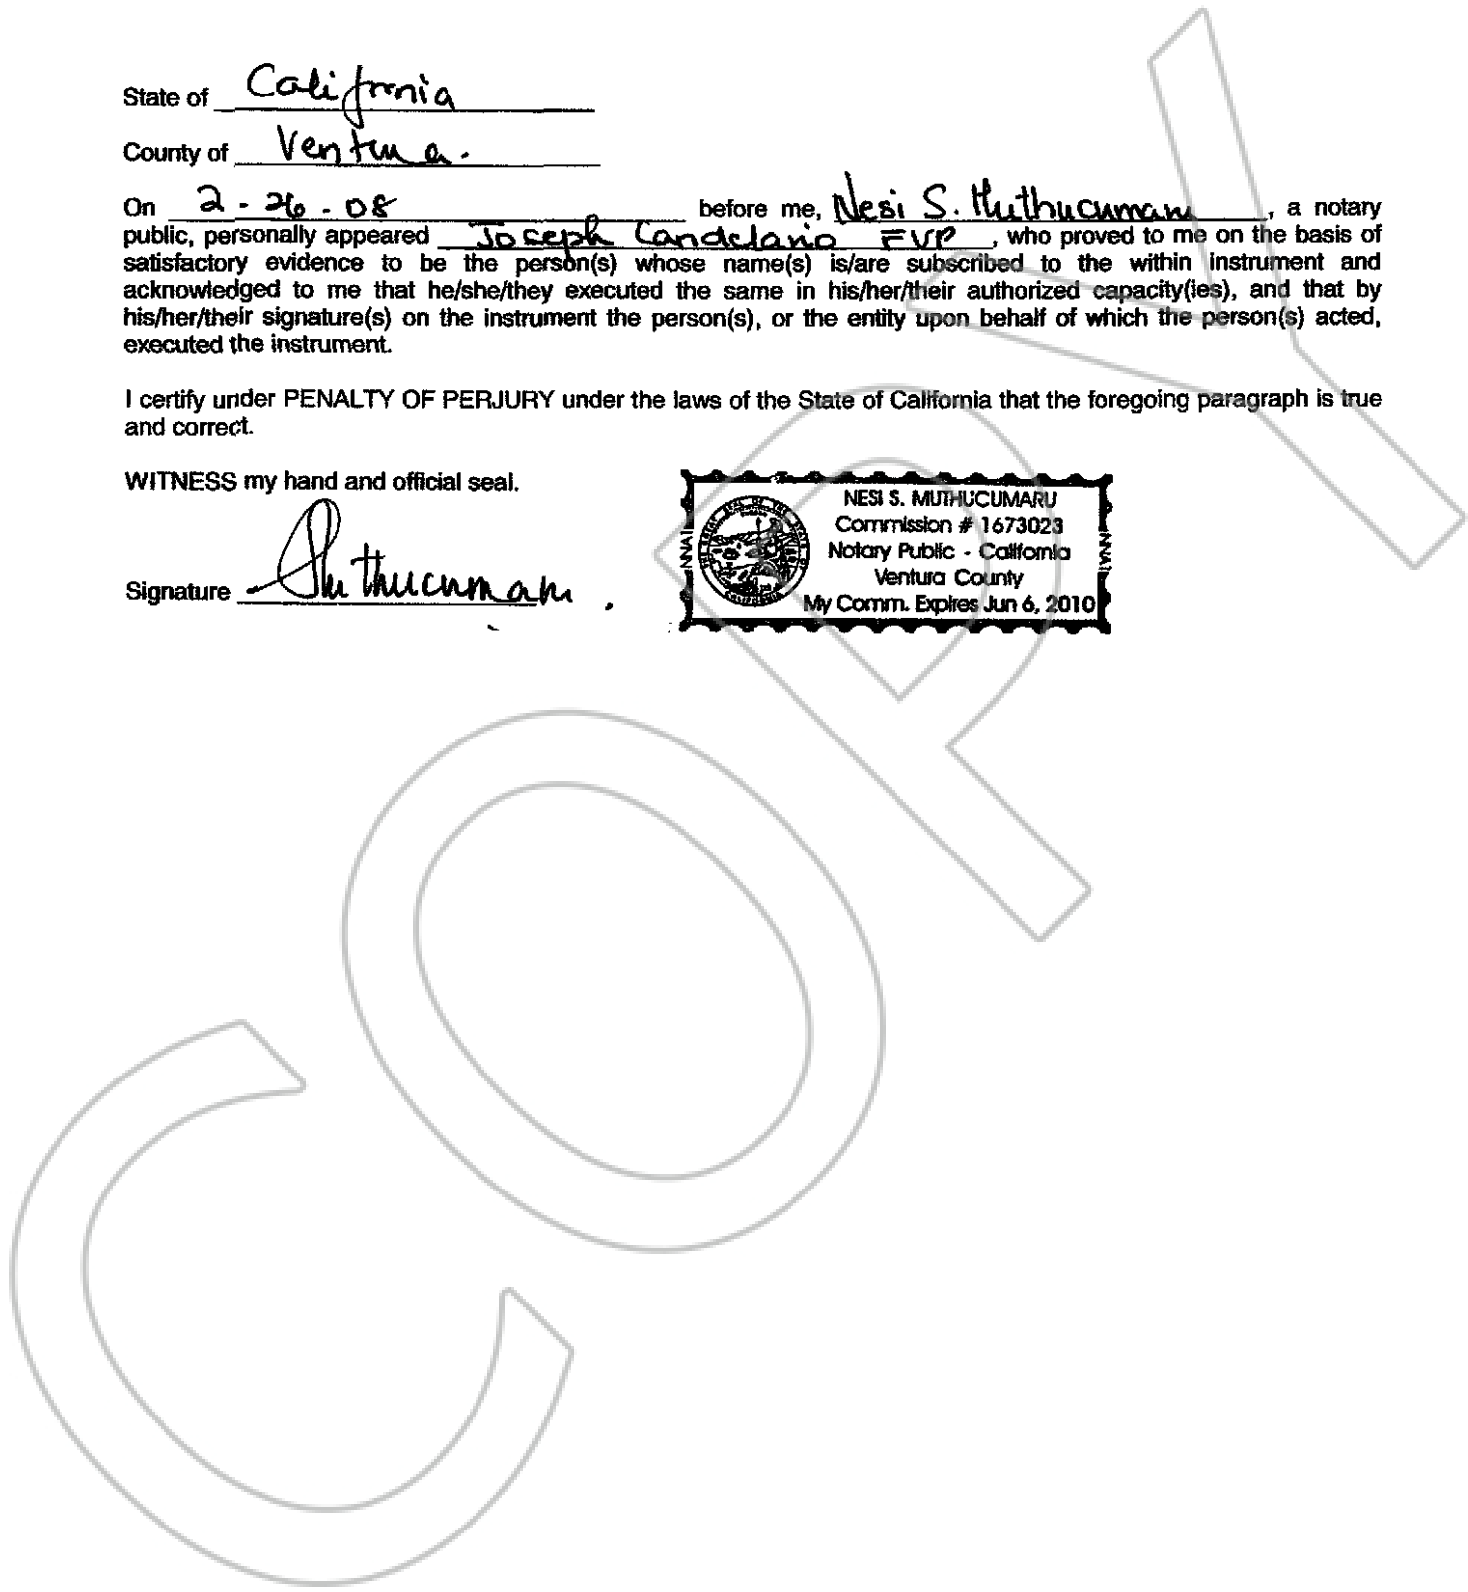 State of California
County of Ventura.
On 2-26-08 before me, Nesi S. Muthucumaru, a notary
public, personally appeared Joseph Candelario FVP, who proved to me on the basis of
satisfactory evidence to be the person(s) whose name(s) is/are subscribed to the within instrument and
acknowledged to me that he/she/they executed the same in his/her/their authorized capacity(ies), and that by
his/her/their signature(s) on the instrument the person(s), or the entity upon behalf of which the person(s) acted,
executed the instrument.
I certify under PENALTY OF PERJURY under the laws of the State of California that the foregoing paragraph is true
and correct.
WITNESS my hand and official seal.
Signature Muthucumaru.
NESI S. MUTHUCUMARU
Commission # 1673023
Notary Public - California
Ventura County
My Comm. Expires Jun 6, 2010
COPY